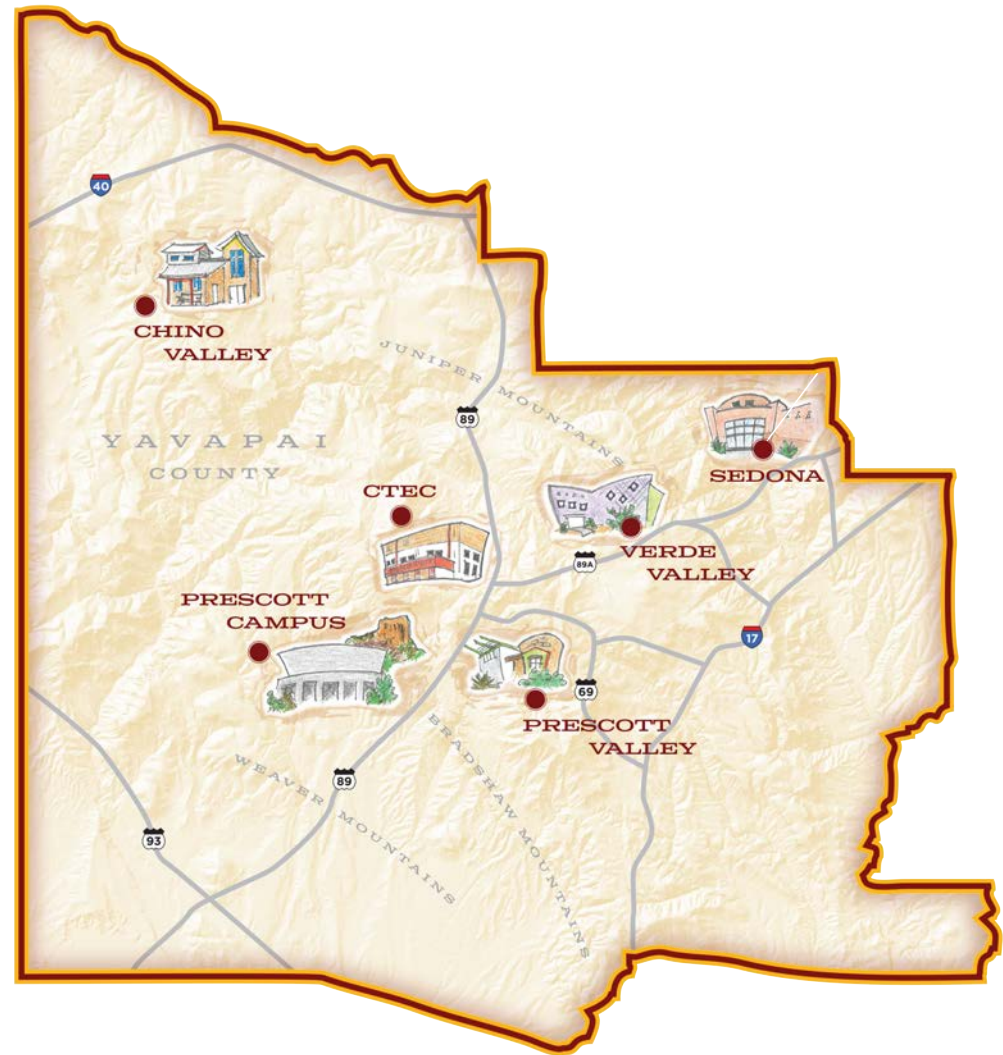 40
CHINO
VALLEY
JUNIPER MOUNTAINS
89
YAVAPAI
COUNTY
SEDONA
CTEC
VERDE
VALLEY
89A
PRESCOTT
CAMPUS
17
69
PRESCOTT
VALLEY
BRADSHAW MOUNTAINS
WEAVER MOUNTAINS
89
93